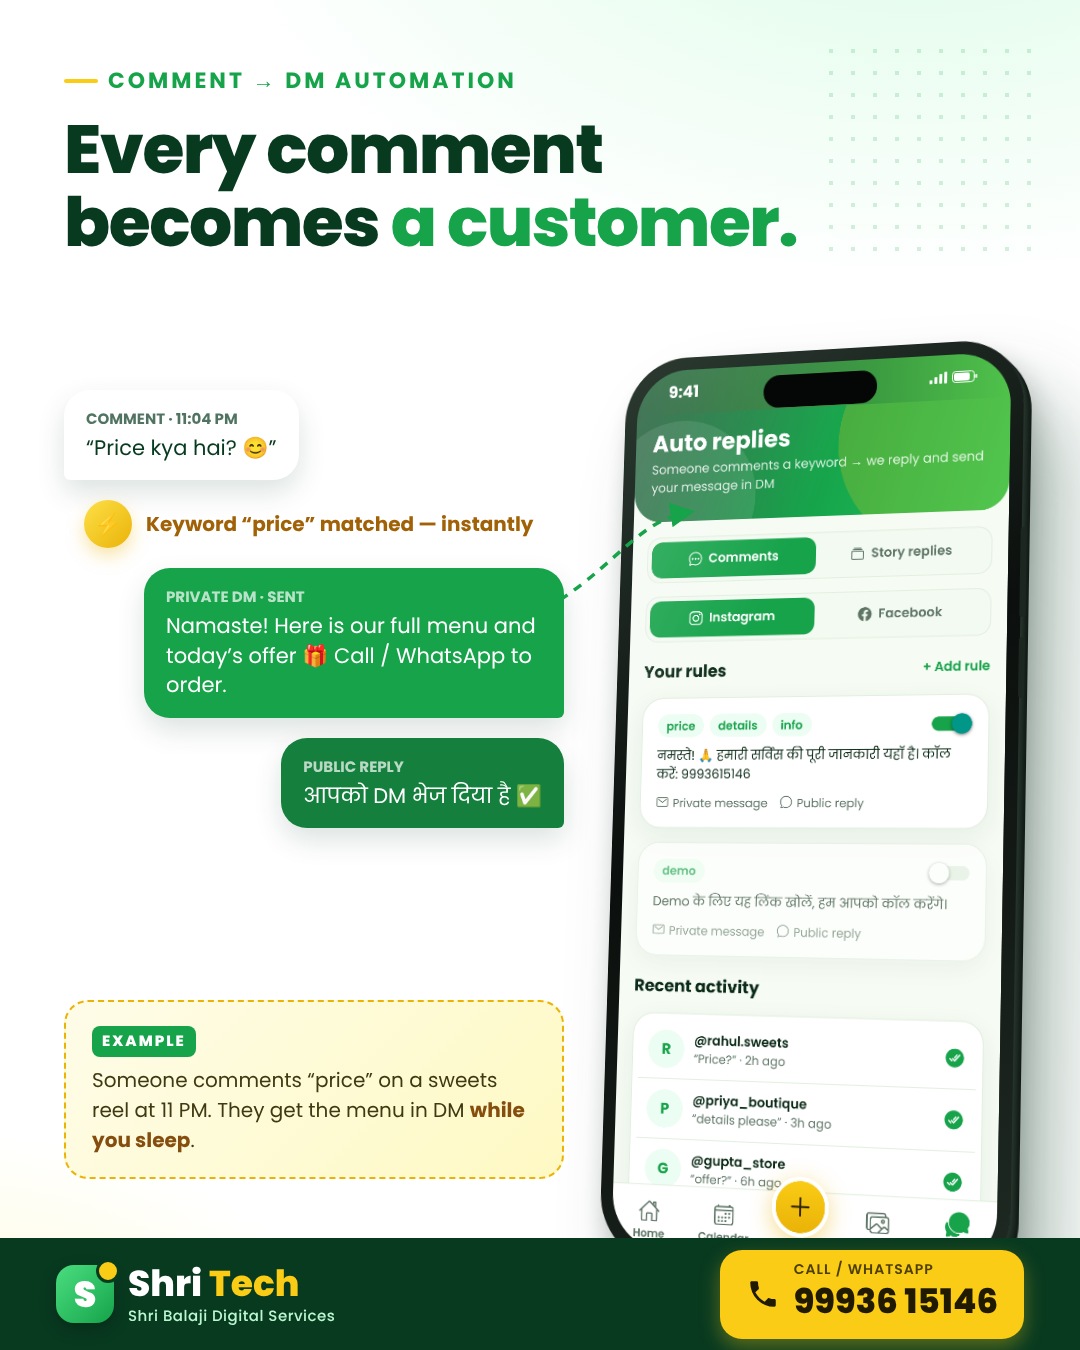 COMMENT → DM AUTOMATION
Every comment
becomes a customer.
COMMENT · 11:04 PM
“Price kya hai? 😊”
⚡ Keyword “price” matched — instantly
PRIVATE DM · SENT
Namaste! Here is our full menu and
today’s offer 🎁 Call / WhatsApp to
order.
PUBLIC REPLY
आपको DM भेज दिया है ✅
EXAMPLE
Someone comments “price” on a sweets
reel at 11 PM. They get the menu in DM while
you sleep.
9:41
Auto replies
Someone comments a keyword → we reply and send
your message in DM
Comments Story replies
Instagram Facebook
Your rules + Add rule
price details info
नमस्ते! 🙏 हमारी सर्विस की पूरी जानकारी यहाँ है। कॉल
करें: 9993615146
Private message Public reply
demo
Demo के लिए यह लिंक खोलें, हम आपको कॉल करेंगे।
Private message Public reply
Recent activity
R @rahul.sweets
“Price?” · 2h ago
P @priya_boutique
“details please” · 3h ago
G @gupta_store
“offer?” · 6h ago
Home Calendar
S Shri Tech
Shri Balaji Digital Services
CALL / WHATSAPP
99936 15146